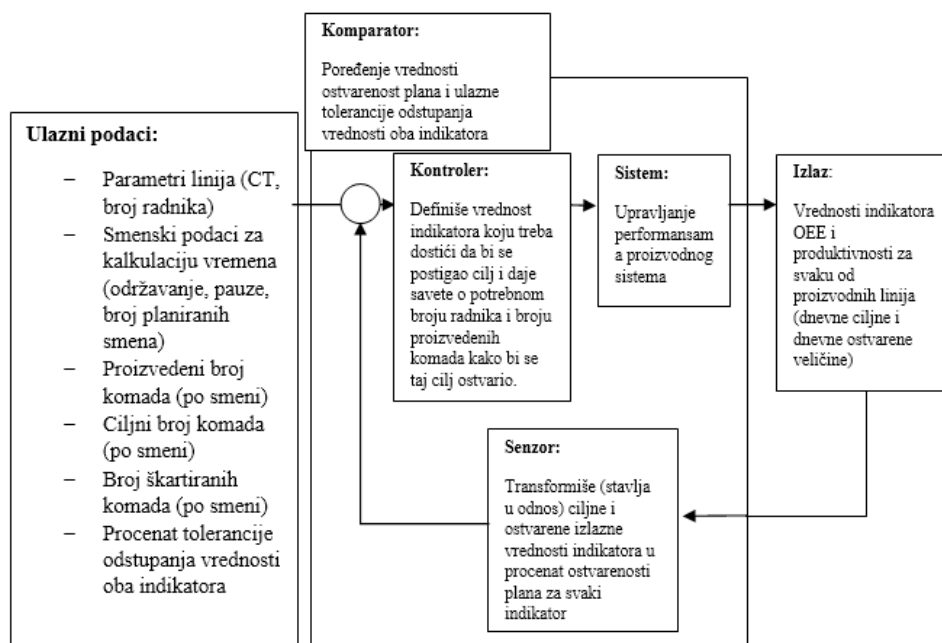 Komparator:
Poređenje vrednosti
ostvarenost plana i ulazne
tolerancije odstupanja
vrednosti oba indikatora
Ulazni podaci:
– Parametri linija (CT,
broj radnika)
– Smenski podaci za
kalkulaciju vremena
(održavanje, pauze,
broj planiranih
smena)
– Proizvedeni broj
komada (po smeni)
– Ciljni broj komada
(po smeni)
– Broj škartiranih
komada (po smeni)
– Procenat tolerancije
odstupanja vrednosti
oba indikatora
Kontroler:
Definiše vrednost
indikatora koju treba
dostići da bi se
postigao cilj i daje
savete o potrebnom
broju radnika i broju
proizvedenih
komada kako bi se
taj cilj ostvario.
Sistem:
Upravljanje
performansam
a proizvodnog
sistema
Izlaz:
Vrednosti indikatora
OEE i
produktivnosti za
svaku od
proizvodnih linija
(dnevne ciljne i
dnevne ostvarene
veličine)
Senzor:
Transformiše (stavlja
u odnos) ciljne i
ostvarene izlazne
vrednosti indikatora u
procenat ostvarenosti
plana za svaki
indikator